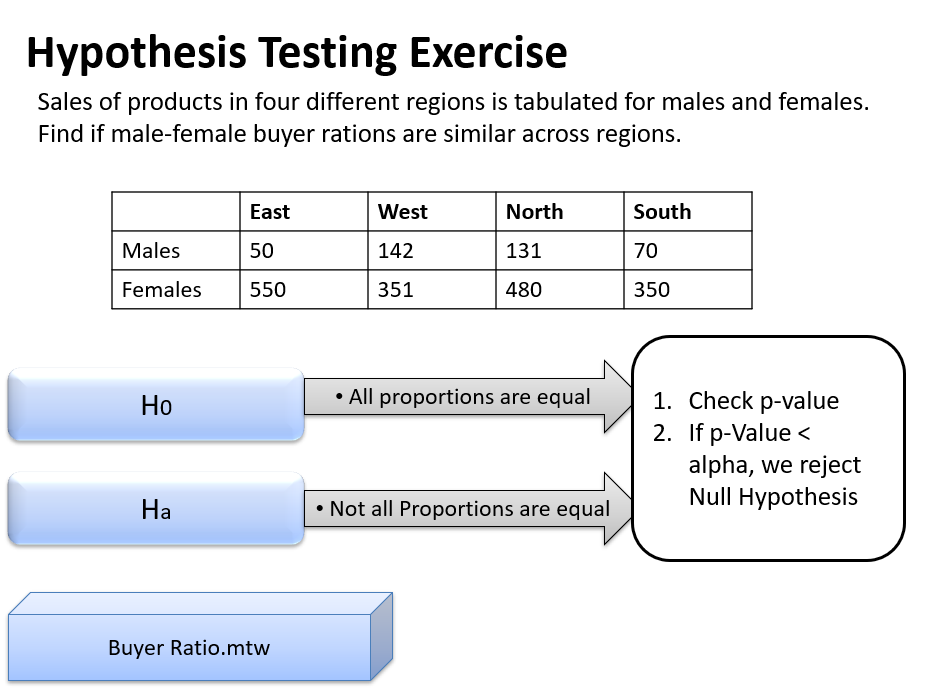 Hypothesis Testing Exercise
Sales of products in four different regions is tabulated for males and females.
Find if male-female buyer rations are similar across regions.
East West North South
Males 50 142 131 70
Females 550 351 480 350
H0
• All proportions are equal
Ha
• Not all Proportions are equal
1. Check p-value
2. If p-Value <
alpha, we reject
Null Hypothesis
Buyer Ratio.mtw